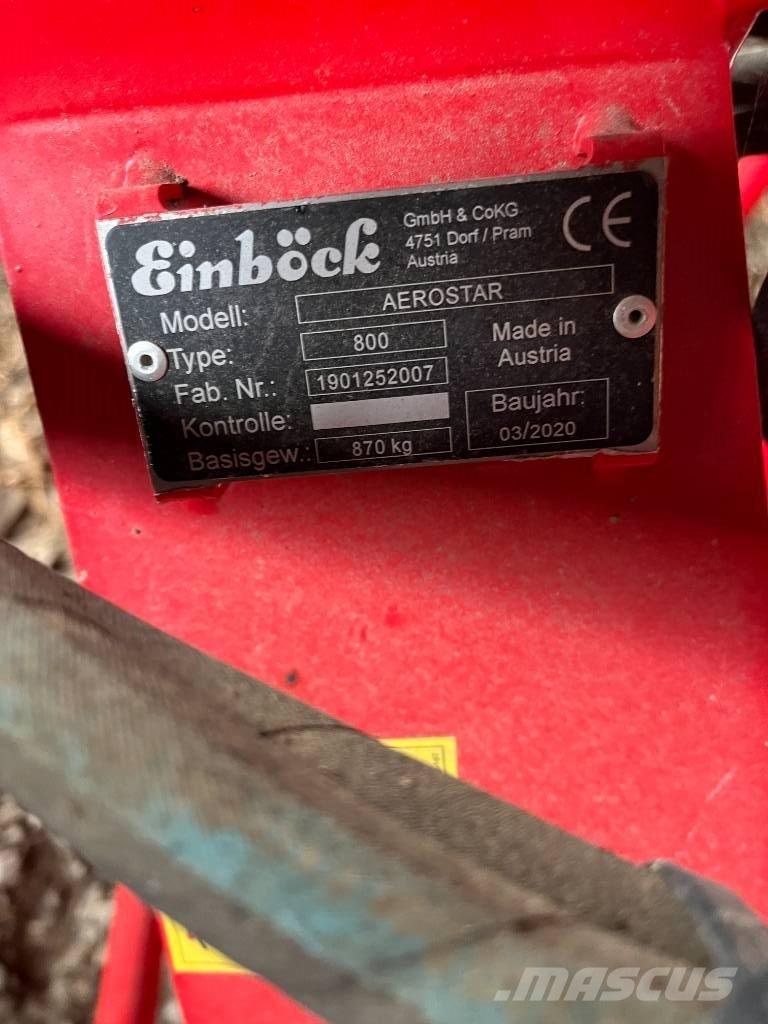 Einböck
GmbH & CoKG
4751 Dorf / Pram
Austria
CE
Modell: AEROSTAR
Type: 800
Made in
Austria
Fab. Nr.: 1901252007
Kontrolle:
Baujahr:
03/2020
Basisgew.: 870 kg
MASCUS